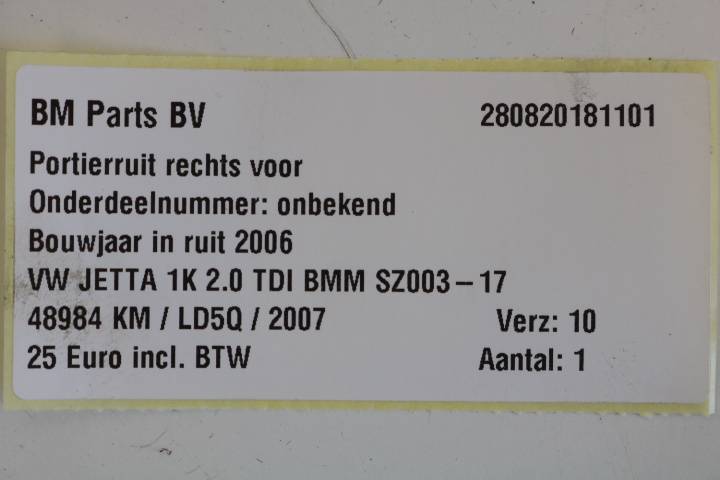 BM Parts BV 280820181101
Portierruit rechts voor
Onderdeelnummer: onbekend
Bouwjaar in ruit 2006
VW JETTA 1K 2.0 TDI BMM SZ003-17
48984 KM / LD5Q / 2007 Verz: 10
25 Euro incl. BTW Aantal: 1